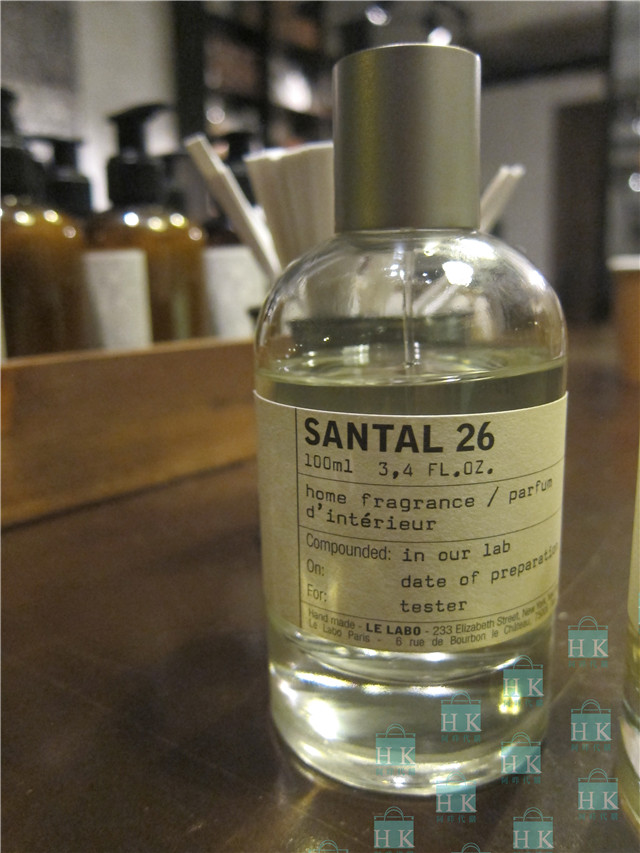 SANTAL 26
100ml 3,4 FL.OZ.
home fragrance / parfum
d'intérieur
Compounded: in our lab
On: date of preparation
For: tester
Hand made - LE LABO - 233 Elizabeth Street, New York,
Le Labo Paris - 6 rue de Bourbon le Château,
HK
HK
HK
HK
HK
HK
HK
HK
HK
HK